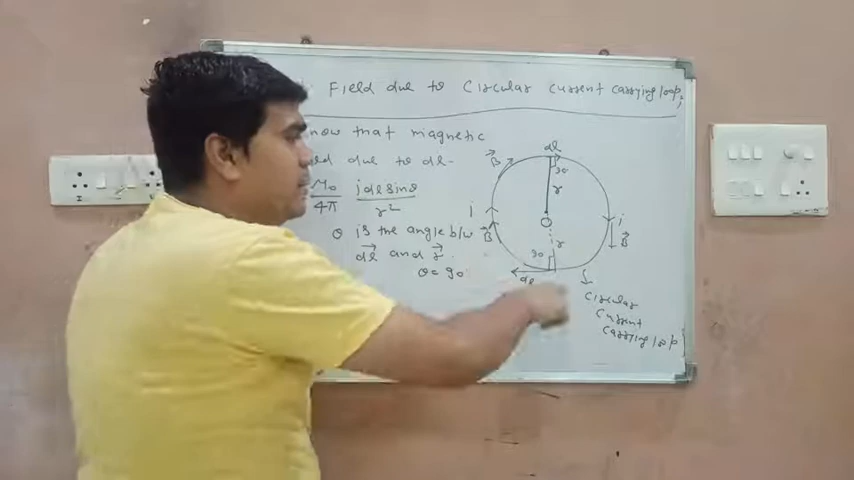 Field due to Circular current carrying loop;
now that magnetic
due to dl-
μ₀ idl sinθ
4π r²
θ is the angle b/w
dl and r.
θ = 90
dl
B
90
r
i
i
B
B
r
90
dl
Circular
Current
Carrying loop